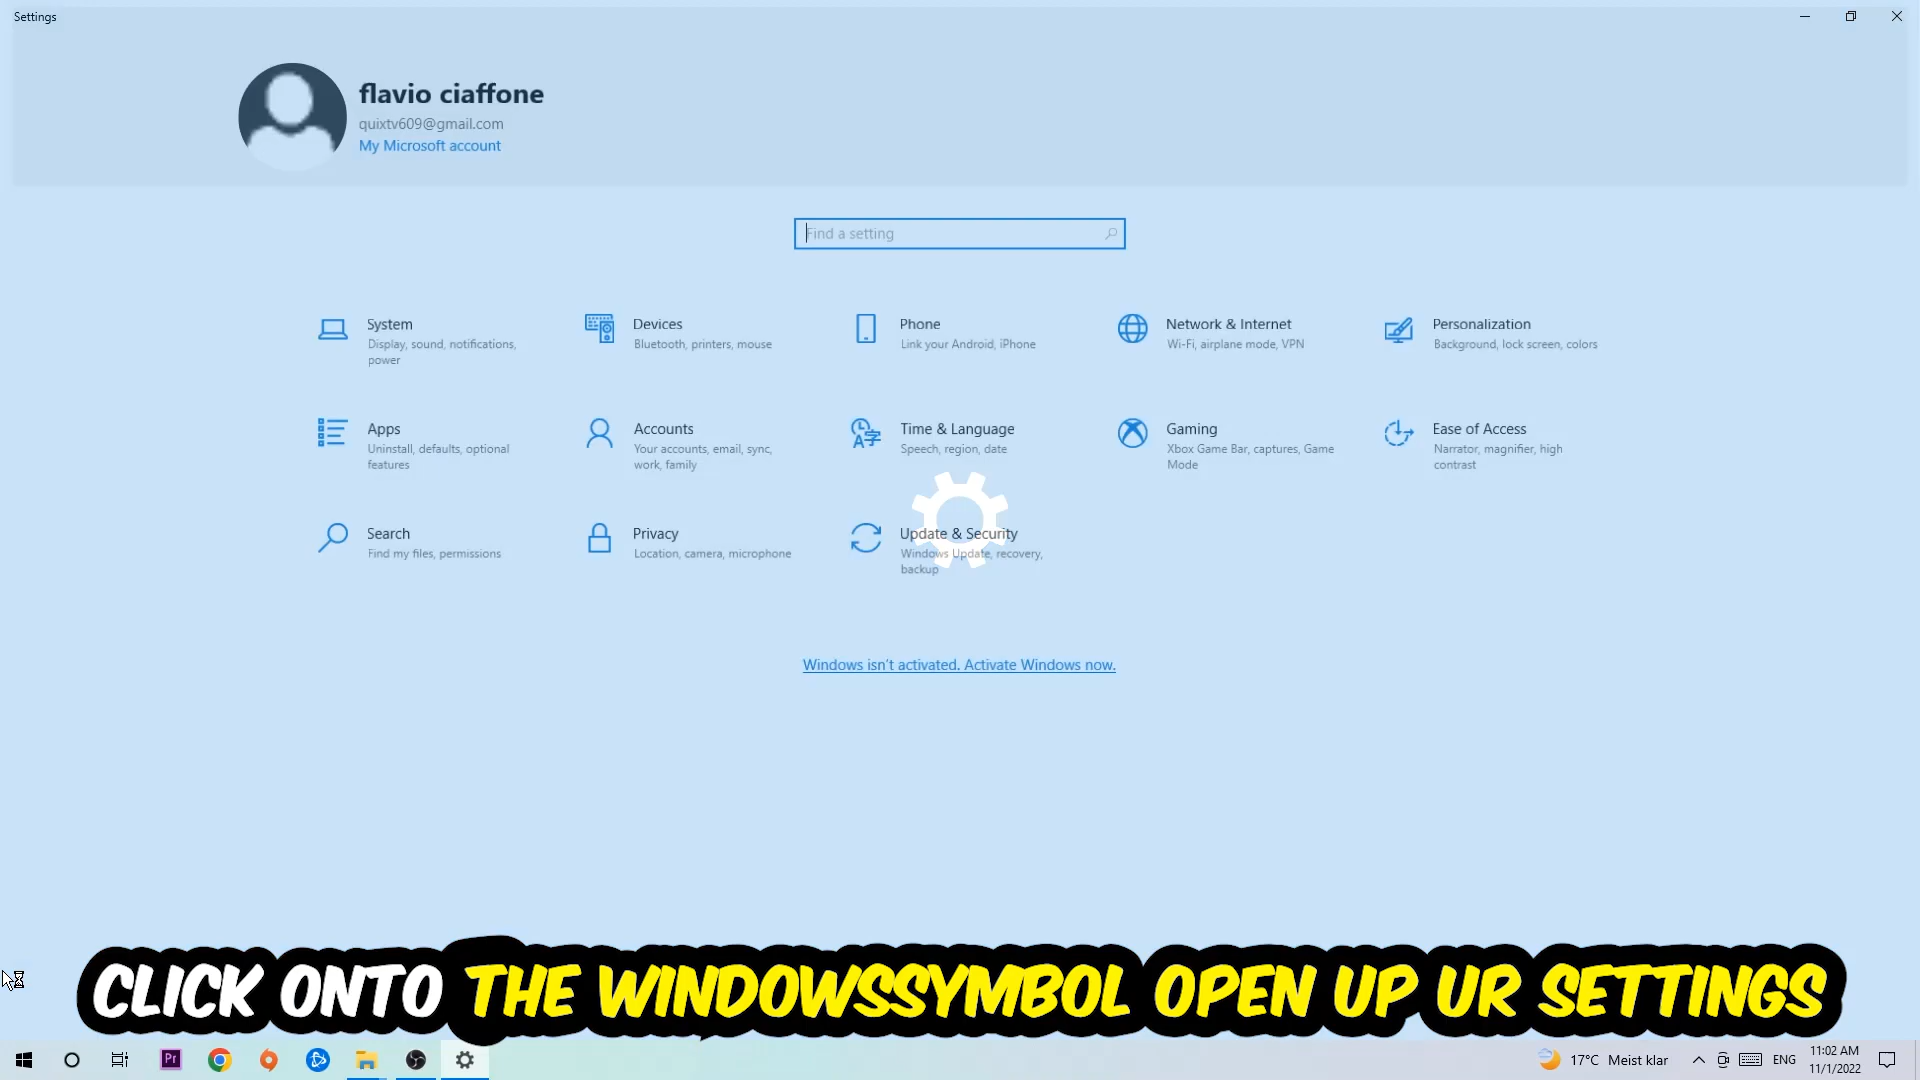 Settings
flavio ciaffone
quixtv609@gmail.com
My Microsoft account
Find a setting
System
Display, sound, notifications,
power
Devices
Bluetooth, printers, mouse
Phone
Link your Android, iPhone
Network & Internet
Wi-Fi, airplane mode, VPN
Personalization
Background, lock screen, colors
Apps
Uninstall, defaults, optional
features
Accounts
Your accounts, email, sync,
work, family
Time & Language
Speech, region, date
Gaming
Xbox Game Bar, captures, Game
Mode
Ease of Access
Narrator, magnifier, high
contrast
Search
Find my files, permissions
Privacy
Location, camera, microphone
Update & Security
Windows Update, recovery,
backup
Windows isn't activated. Activate Windows now.
CLICK ONTO THE WINDOWSSYMBOL OPEN UP UR SETTINGS
Pr
17°C Meist klar
ENG
11:02 AM
11/1/2022